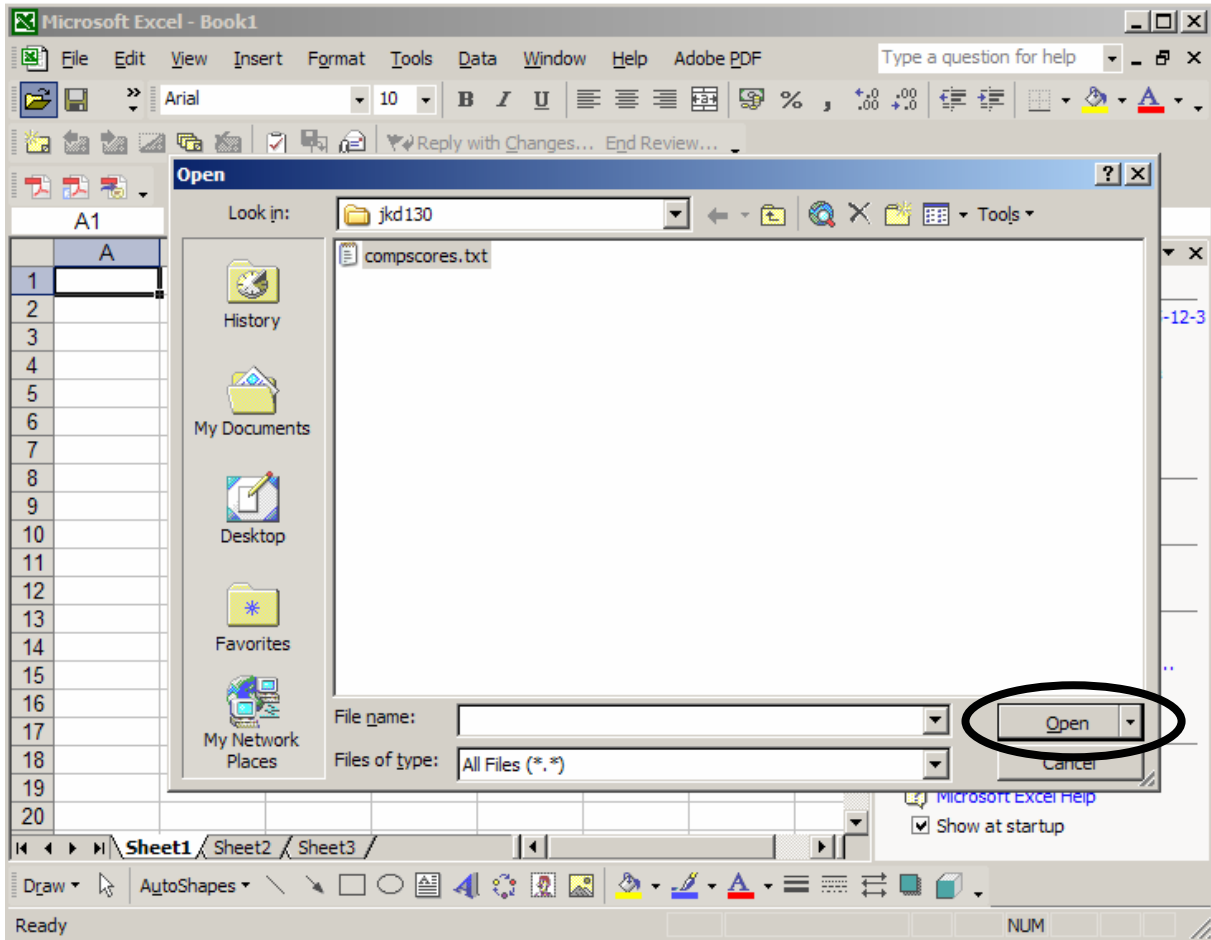 Microsoft Excel - Book1
File Edit View Insert Format Tools Data Window Help Adobe PDF Type a question for help
Arial 10 B I U % ,
Reply with Changes... End Review...
Open
Look in: jkd130 Tools
A1
A
compscores.txt
1
2
3
4
5
6
7
8
9
10
11
12
13
14
15
16
17
18
19
20
History
My Documents
Desktop
Favorites
My Network
Places
-12-3
File name: Open
Files of type: All Files (*.*) Cancel
Microsoft Excel Help
Show at startup
Sheet1 Sheet2 Sheet3
Draw AutoShapes
Ready NUM